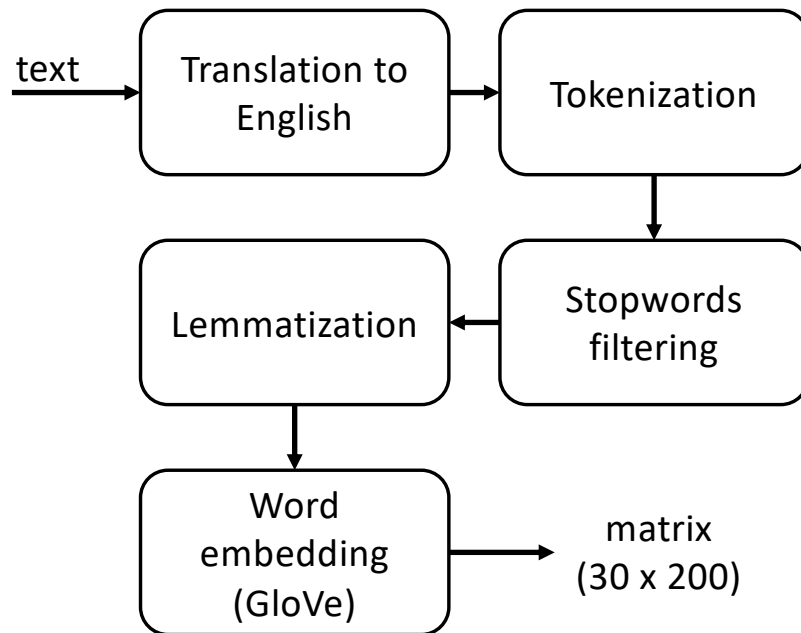 text
Translation to
English
Tokenization
Stopwords
filtering
Lemmatization
Word
embedding
(GloVe)
matrix
(30 x 200)